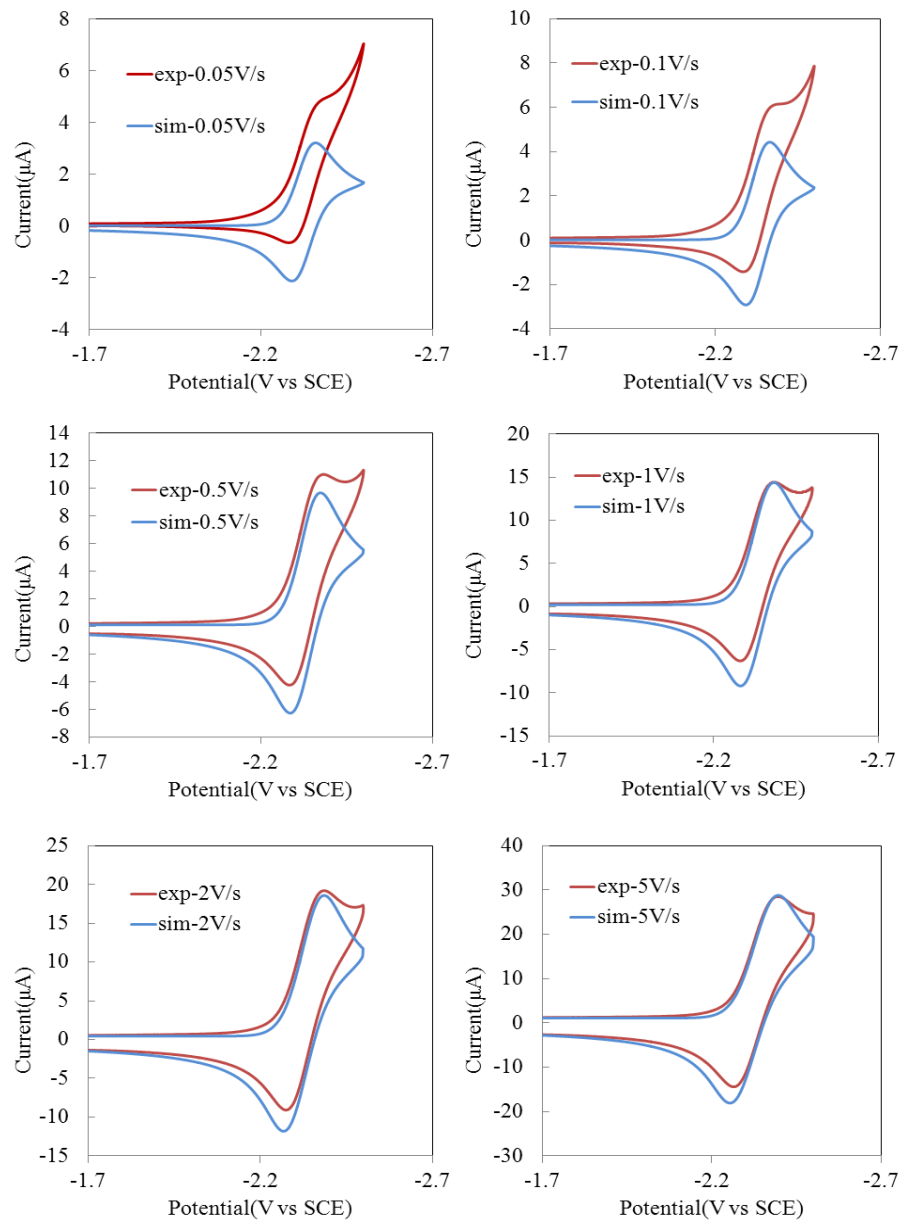 8
6
4
2
0
-2
-4
Current(µA)
exp-0.05V/s
sim-0.05V/s
-1.7
-2.2
-2.7
Potential(V vs SCE)
10
8
6
4
2
0
-2
-4
Current(µA)
exp-0.1V/s
sim-0.1V/s
-1.7
-2.2
-2.7
Potential(V vs SCE)
14
12
10
8
6
4
2
0
-2
-4
-6
-8
Current(µA)
exp-0.5V/s
sim-0.5V/s
-1.7
-2.2
-2.7
Potential(V vs SCE)
20
15
10
5
0
-5
-10
-15
Current(µA)
exp-1V/s
sim-1V/s
-1.7
-2.2
-2.7
Potential(V vs SCE)
25
20
15
10
5
0
-5
-10
-15
Current(µA)
exp-2V/s
sim-2V/s
-1.7
-2.2
-2.7
Potential(V vs SCE)
40
30
20
10
0
-10
-20
-30
Current(µA)
exp-5V/s
sim-5V/s
-1.7
-2.2
-2.7
Potential(V vs SCE)